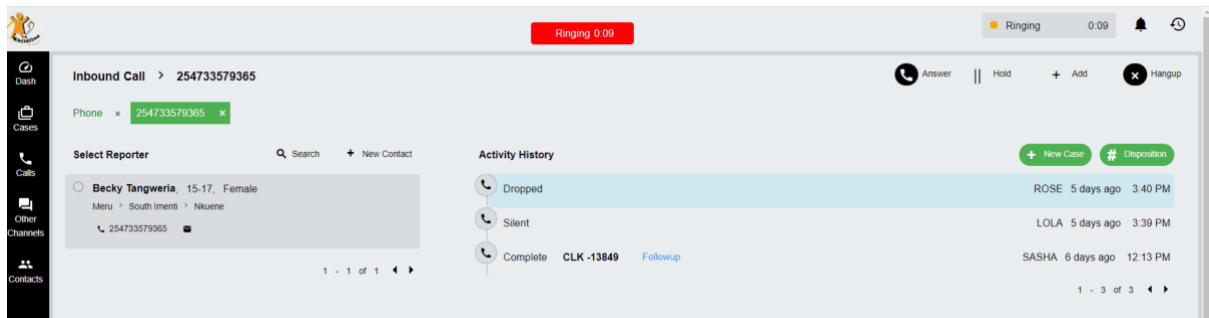 Ringing 0:09
Ringing 0:09
Dash
Cases
Calls
Other
Channels
Contacts
Inbound Call > 254733579365
Answer || Hold + Add × Hangup
Phone × 254733579365 ×
Select Reporter Search + New Contact
Becky Tangweria, 15-17, Female
Meru > South Imenti > Nkuene
254733579365
1 - 1 of 1
Activity History + New Case # Disposition
Dropped ROSE 5 days ago 3:40 PM
Silent LOLA 5 days ago 3:39 PM
Complete CLK -13849 Followup SASHA 6 days ago 12:13 PM
1 - 3 of 3